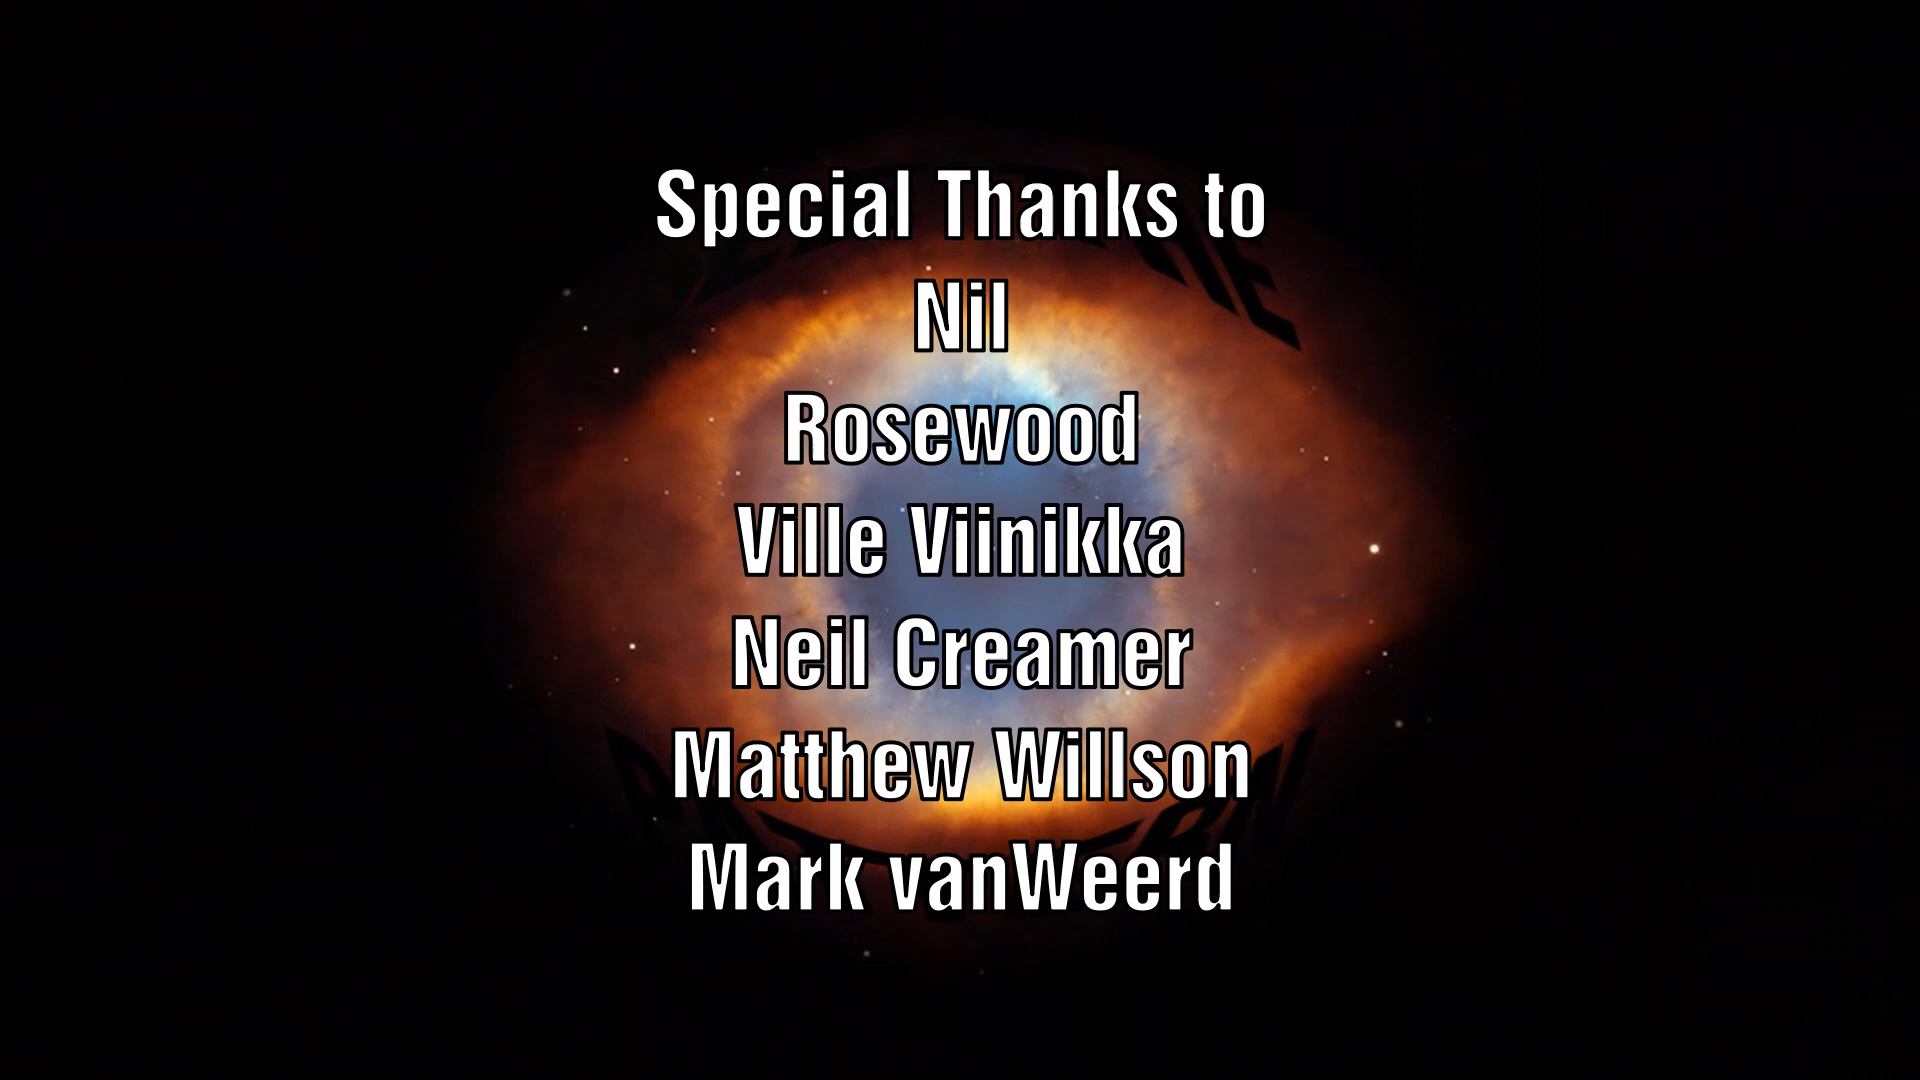 Special Thanks to
Nil
Rosewood
Ville Viinikka
Neil Creamer
Matthew Willson
Mark vanWeerd